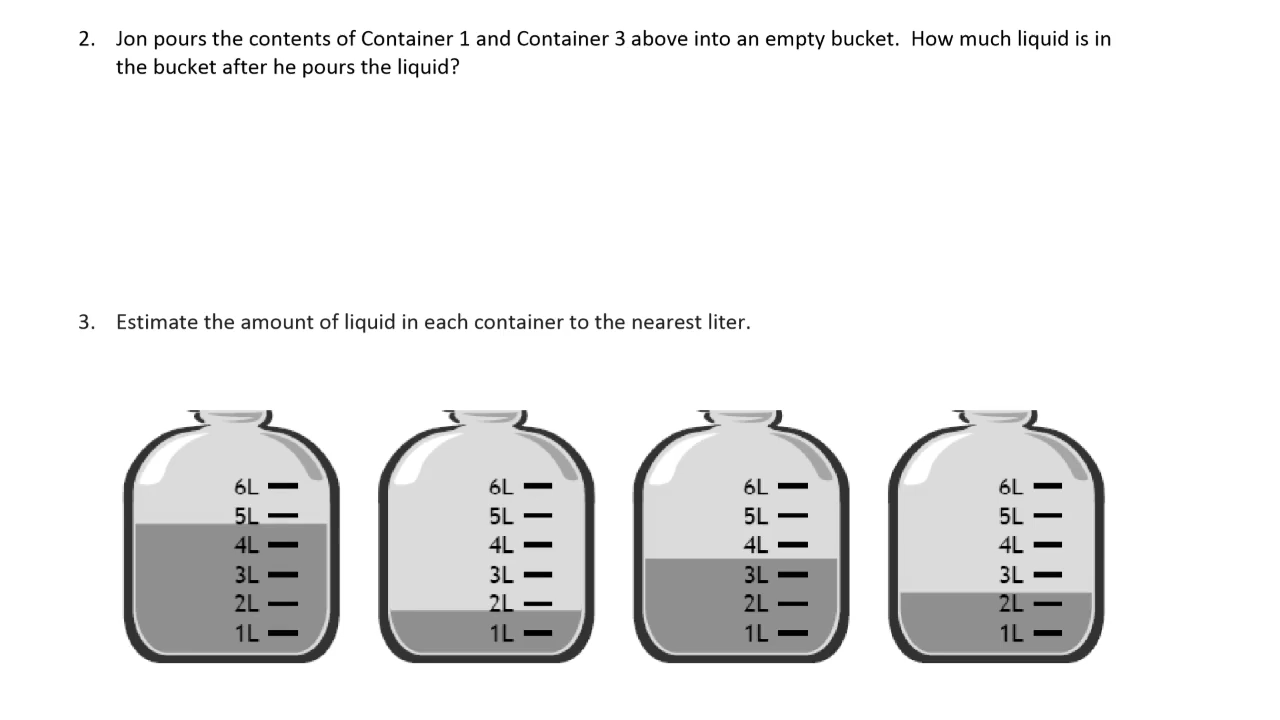 2. Jon pours the contents of Container 1 and Container 3 above into an empty bucket. How much liquid is in
the bucket after he pours the liquid?
3. Estimate the amount of liquid in each container to the nearest liter.
6L 6L 6L 6L
5L 5L 5L 5L
4L 4L 4L 4L
3L 3L 3L 3L
2L 2L 2L 2L
1L 1L 1L 1L